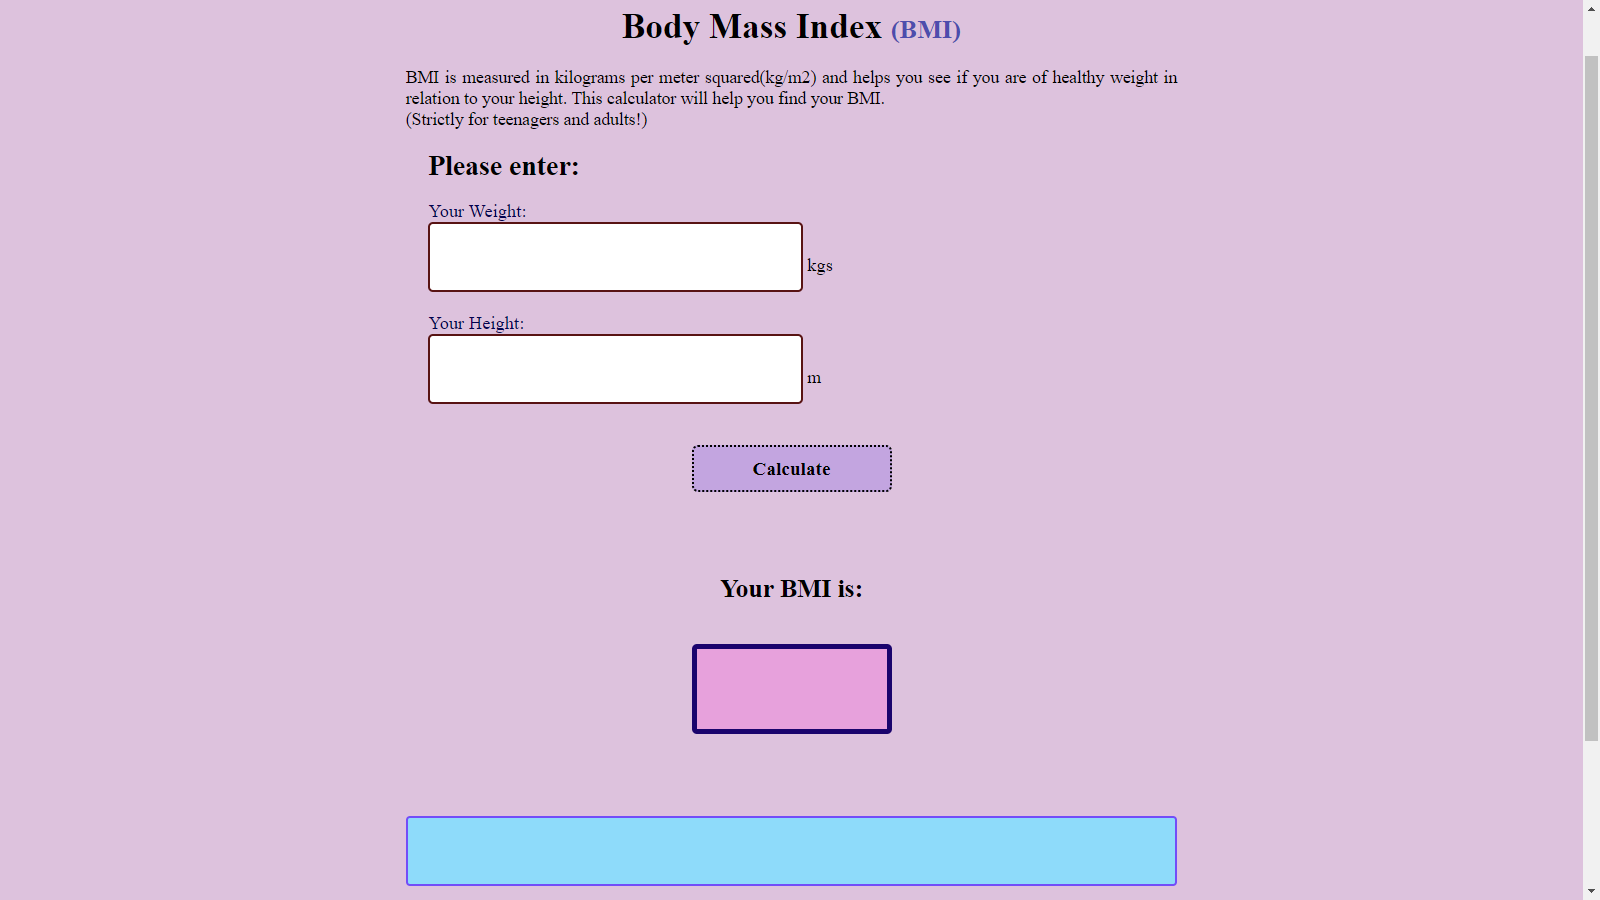 Body Mass Index (BMI)
BMI is measured in kilograms per meter squared(kg/m2) and helps you see if you are of healthy weight in
relation to your height. This calculator will help you find your BMI.
(Strictly for teenagers and adults!)
Please enter:
Your Weight:
kgs
Your Height:
m
Calculate
Your BMI is: